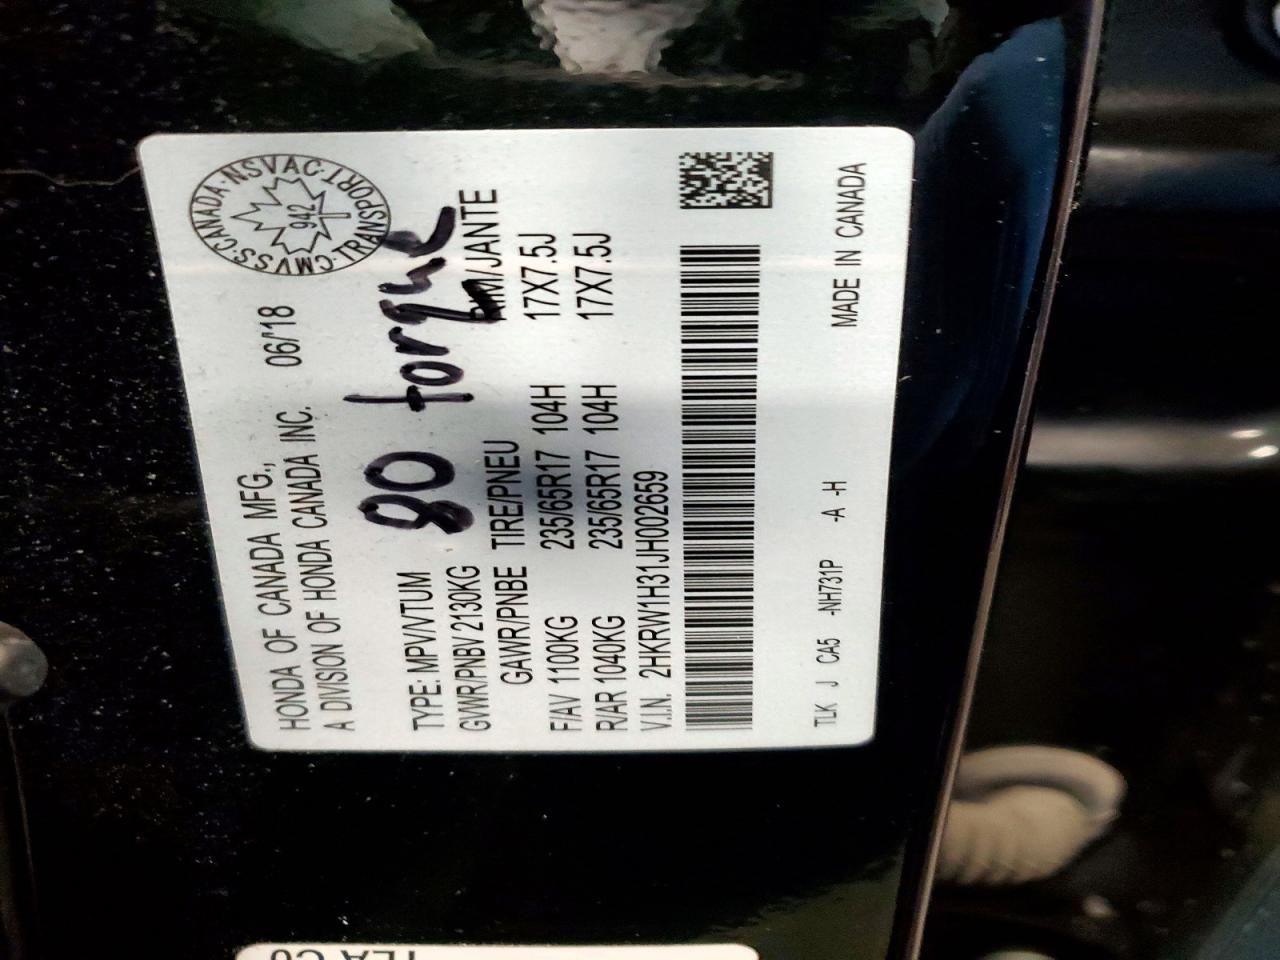 HONDA OF CANADA MFG.,
A DIVISION OF HONDA CANADA INC. 06/18
CMVSS·CANADA·NSVAC·TRANSPORT
942
80 torque
TYPE: MPV/VTUM
GVWR/PNBV 2130KG
GAWR/PNBE TIRE/PNEU RIM/JANTE
F/AV 1100KG 235/65R17 104H 17X7.5J
R/AR 1040KG 235/65R17 104H 17X7.5J
V.I.N. 2HKRW1H31JH002659
TLK J CA5 -NH731P -A -H MADE IN CANADA